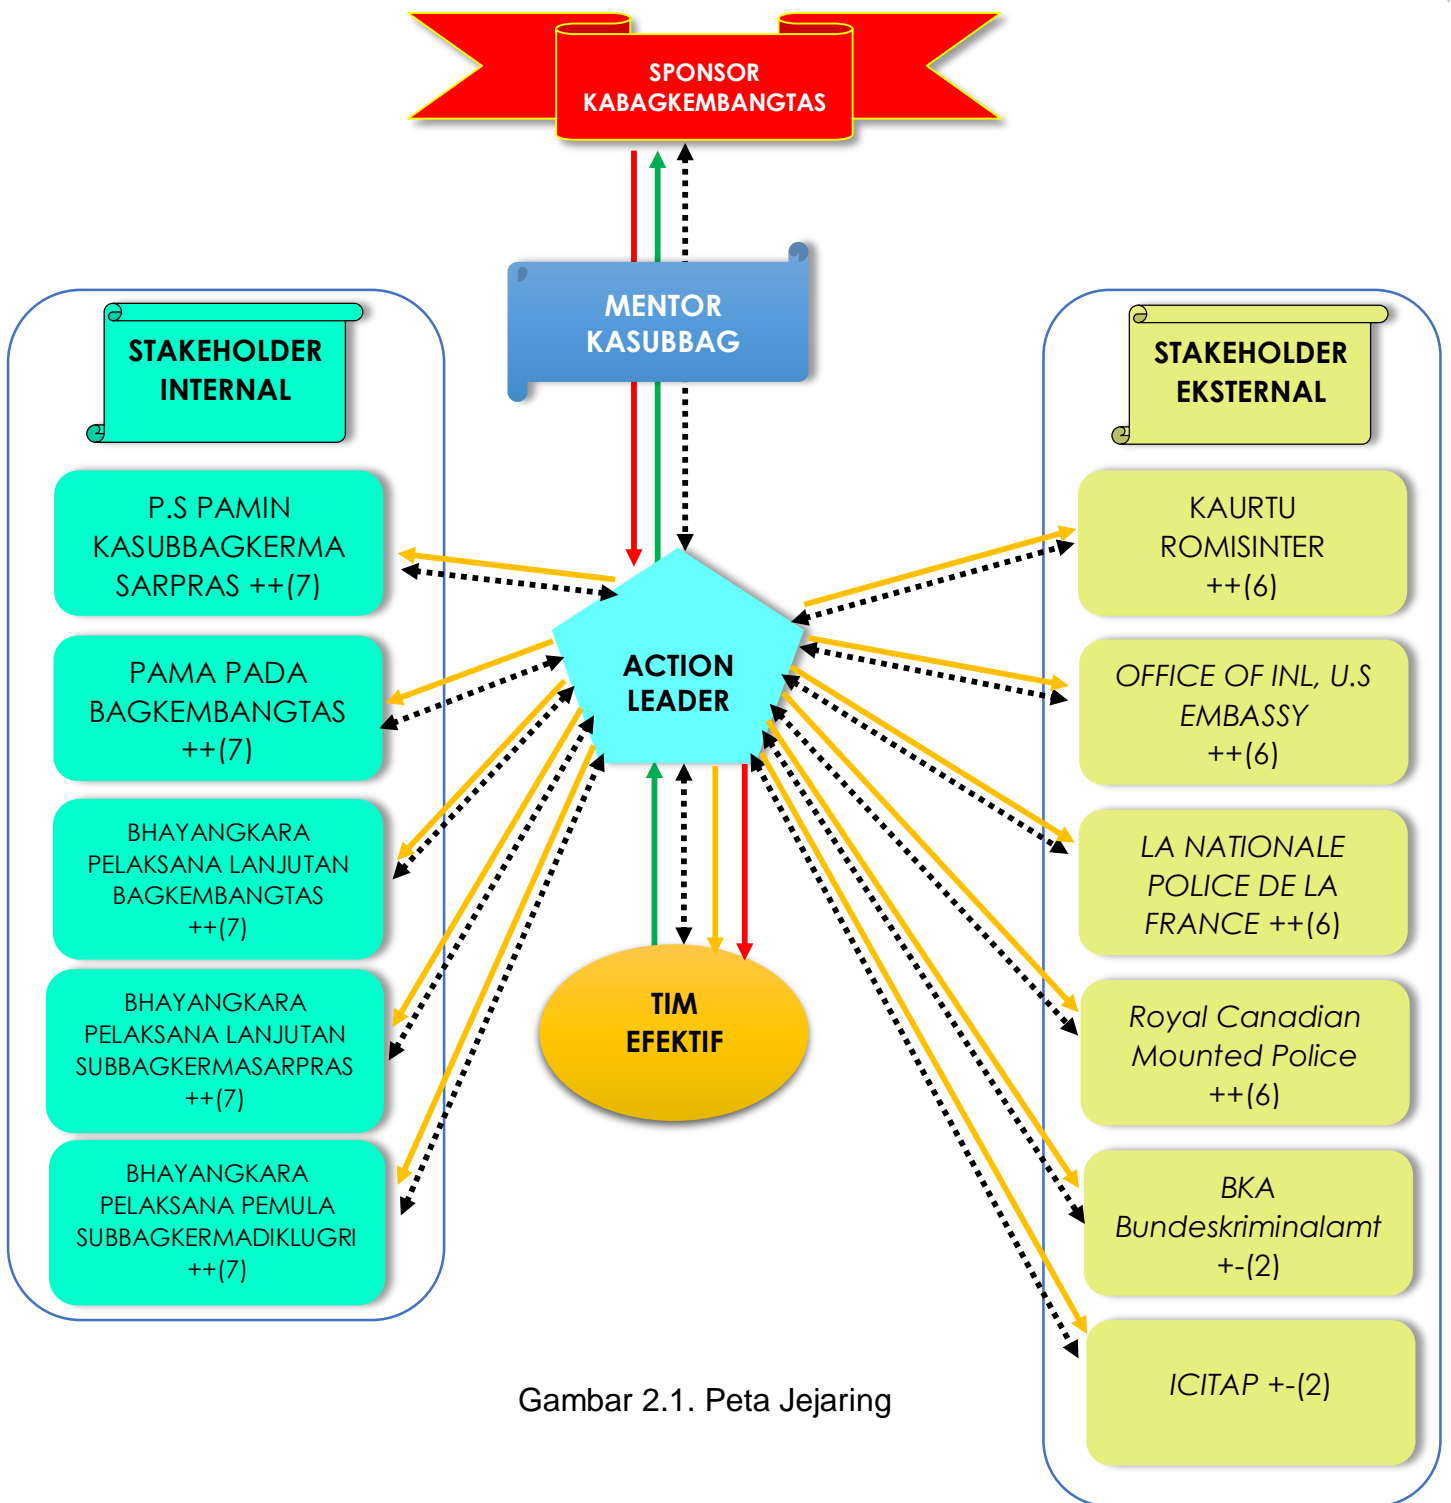 SPONSOR
KABAGKEMBANGTAS
MENTOR
KASUBBAG
STAKEHOLDER
INTERNAL
P.S PAMIN
KASUBBAGKERMA
SARPRAS ++(7)
PAMA PADA
BAGKEMBANGTAS
++(7)
BHAYANGKARA
PELAKSANA LANJUTAN
BAGKEMBANGTAS
++(7)
BHAYANGKARA
PELAKSANA LANJUTAN
SUBBAGKERMASARPRAS
++(7)
BHAYANGKARA
PELAKSANA PEMULA
SUBBAGKERMADIKLUGRI
++(7)
ACTION
LEADER
TIM
EFEKTIF
STAKEHOLDER
EKSTERNAL
KAURTU
ROMISINTER
++(6)
OFFICE OF INL, U.S
EMBASSY
++(6)
LA NATIONALE
POLICE DE LA
FRANCE ++(6)
Royal Canadian
Mounted Police
++(6)
BKA
Bundeskriminalamt
+-(2)
ICITAP +-(2)
Gambar 2.1. Peta Jejaring